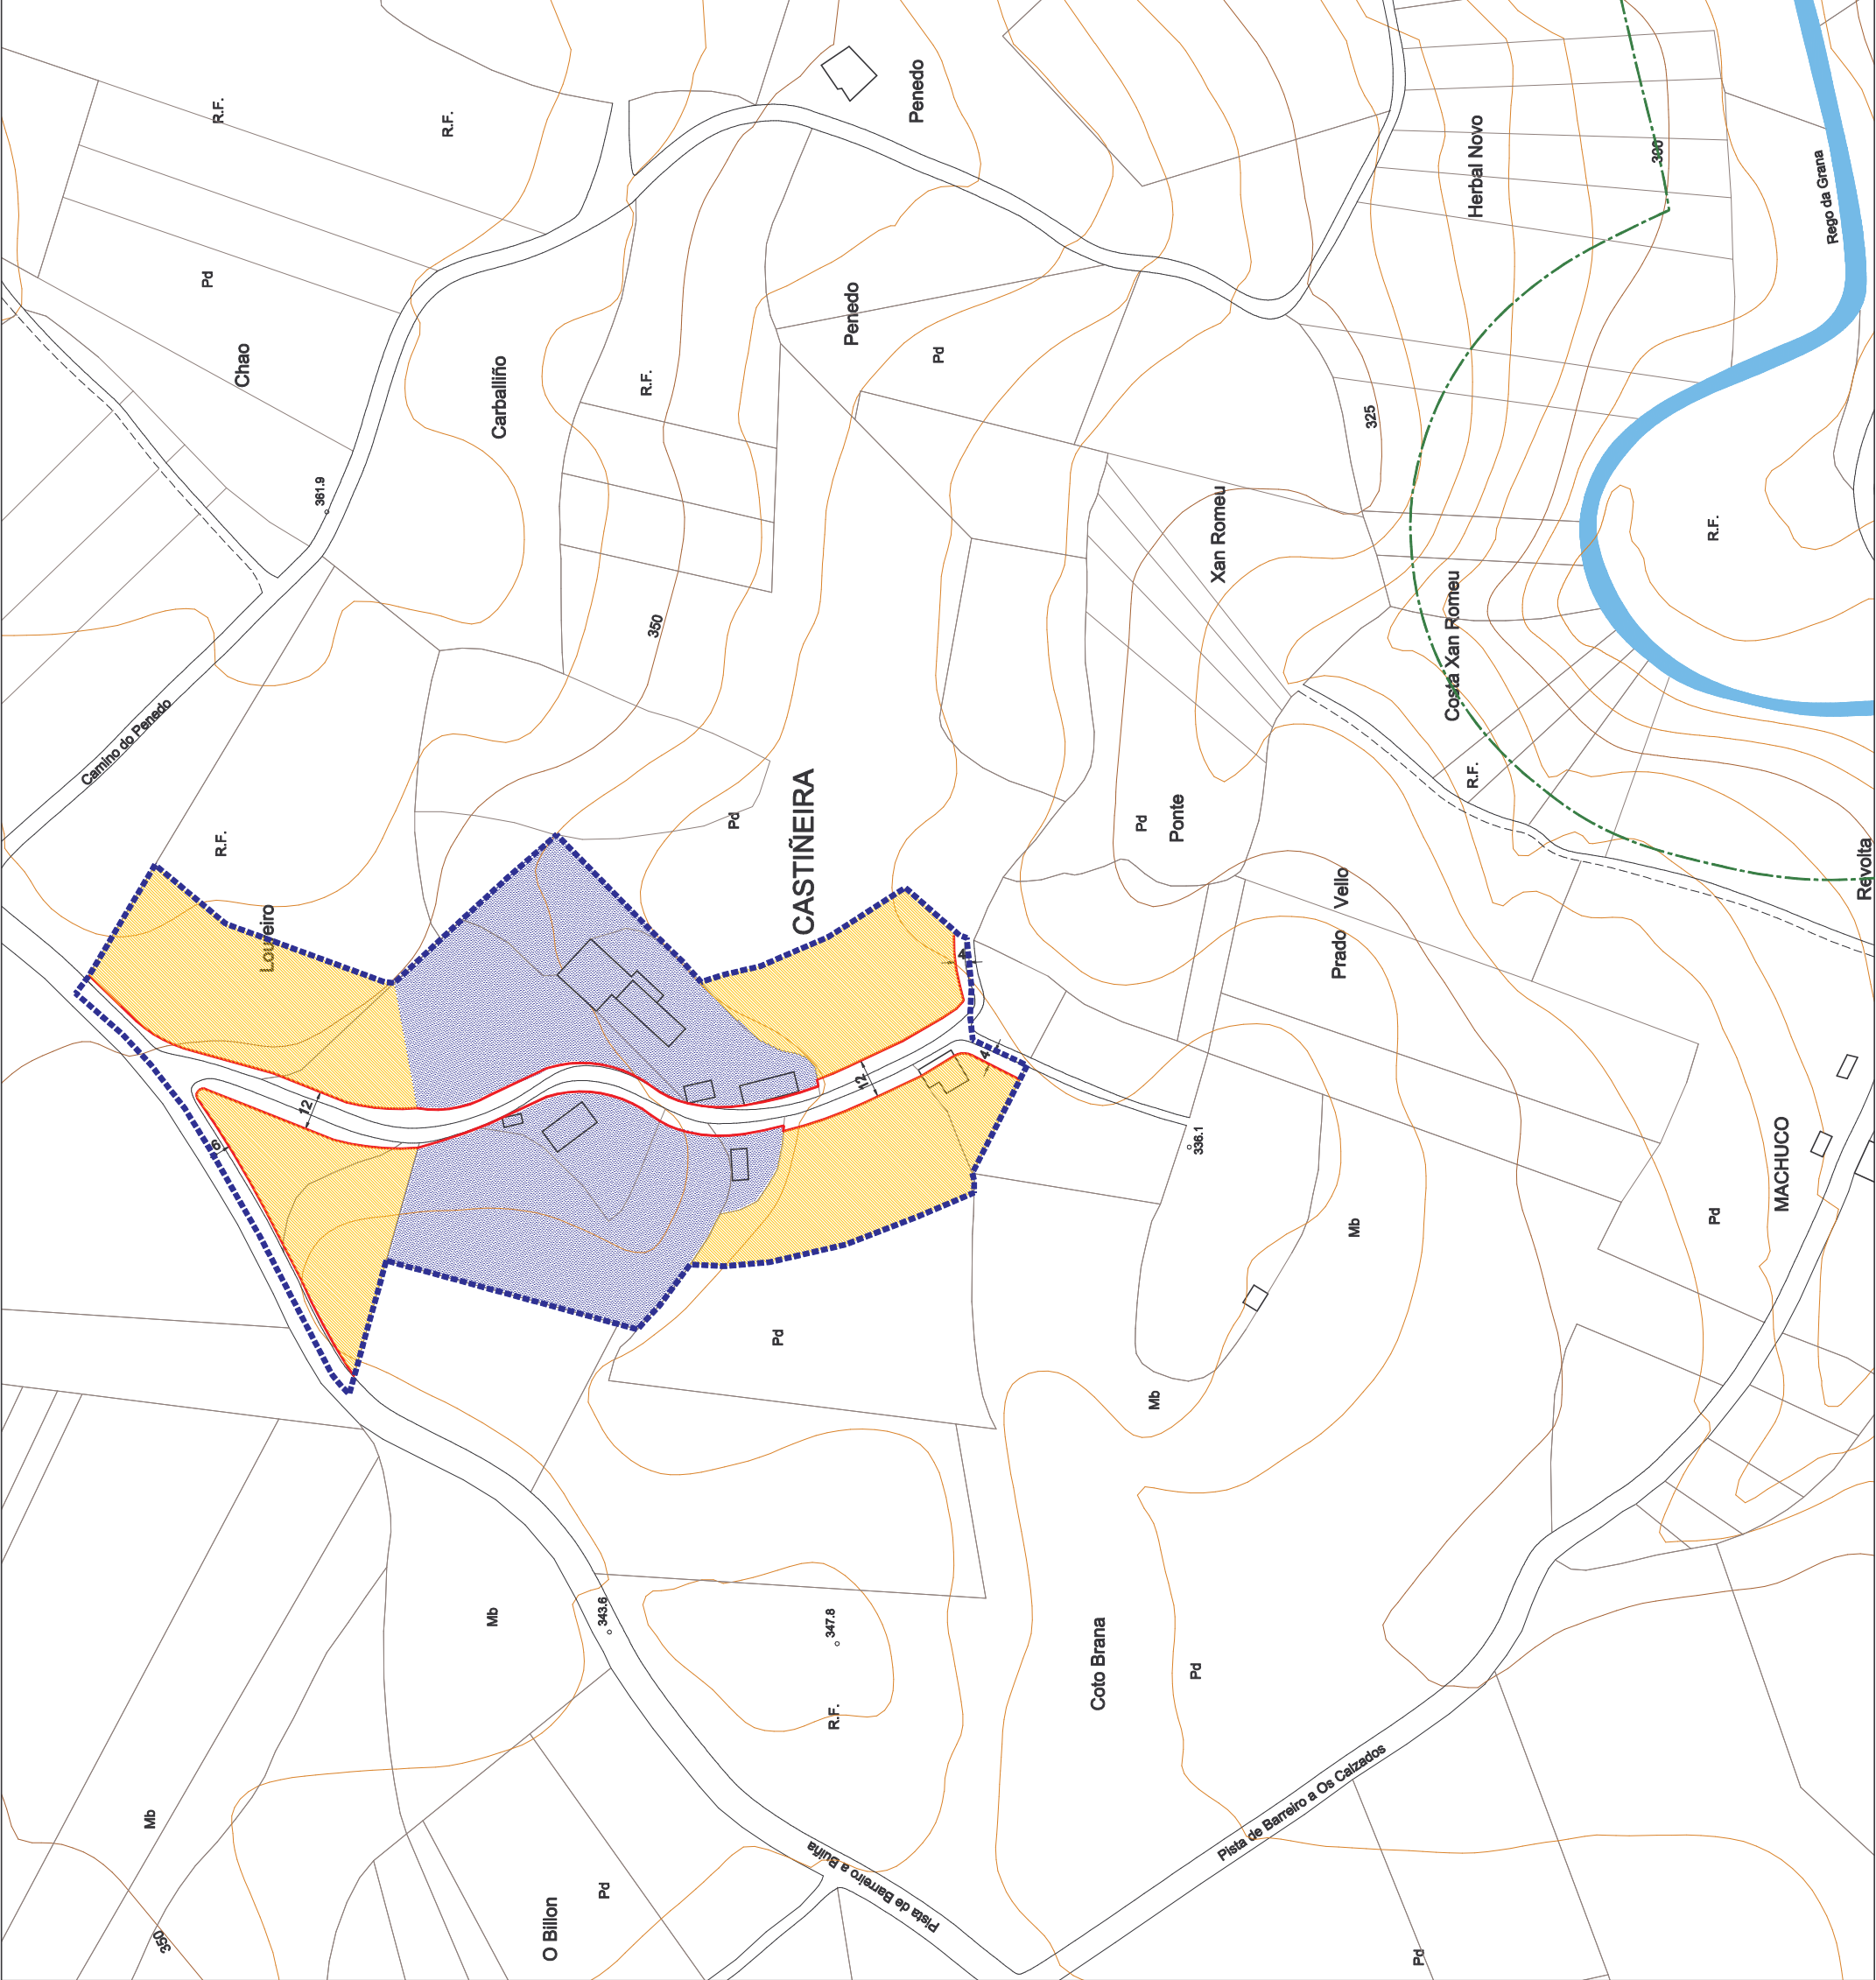 R.F.
R.F.
Penedo
Herbal Novo
300
Rego da Grana
Pd
Chao
Carballiño
R.F.
Penedo
Pd
325
361.9
Xan Romeu
R.F.
350
Costa Xan Romeu
Camino do Penedo
R.F.
Pd
CASTIÑEIRA
Pd
Ponte
R.F.
Revolta
Loureiro
Prado Vello
4
4
12
12
6
336.1
MACHUCO
Pd
Mb
Pd
Mb
Mb
343.6
347.8
R.F.
Coto Brana
Pd
Mb
Pista de Barreiro a Buiña
Pista de Barreiro a Os Calzados
350
O Billon
Pd
Pd